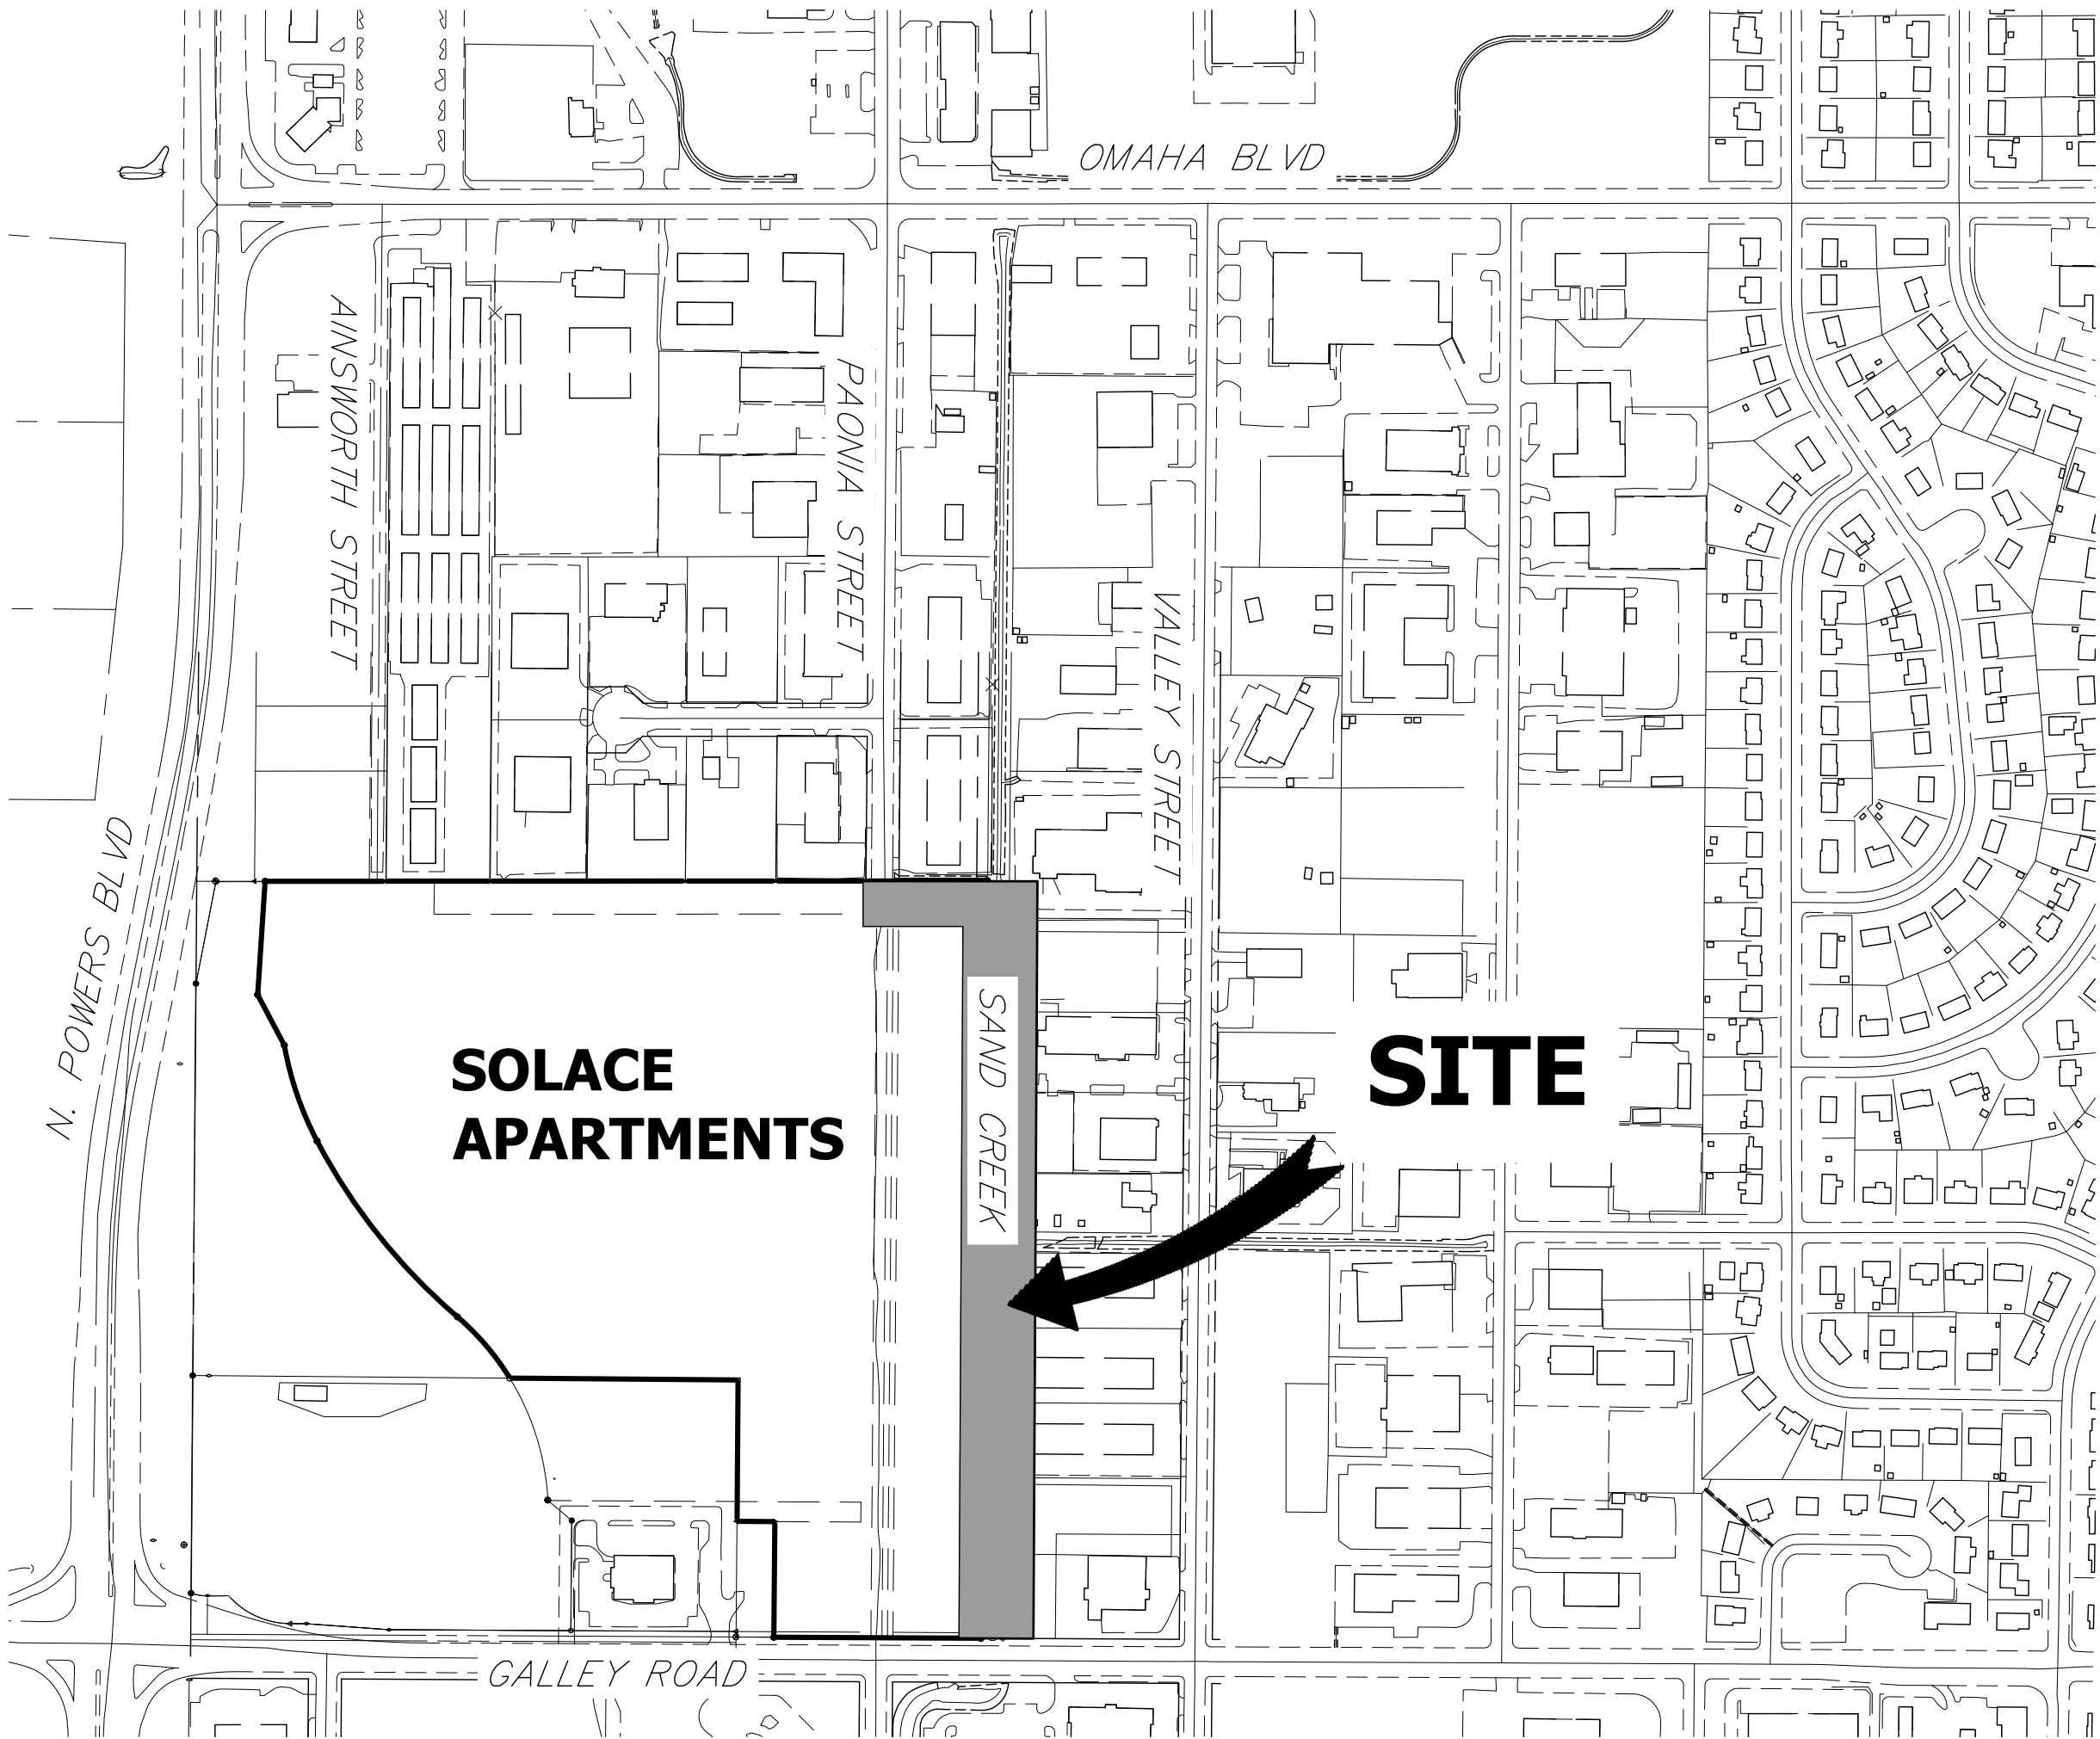 OMAHA BLVD
AINSWORTH STREET
PAONIA STREET
VALLEY STREET
N. POWERS BLVD
SAND CREEK
SOLACE
APARTMENTS
SITE
GALLEY ROAD